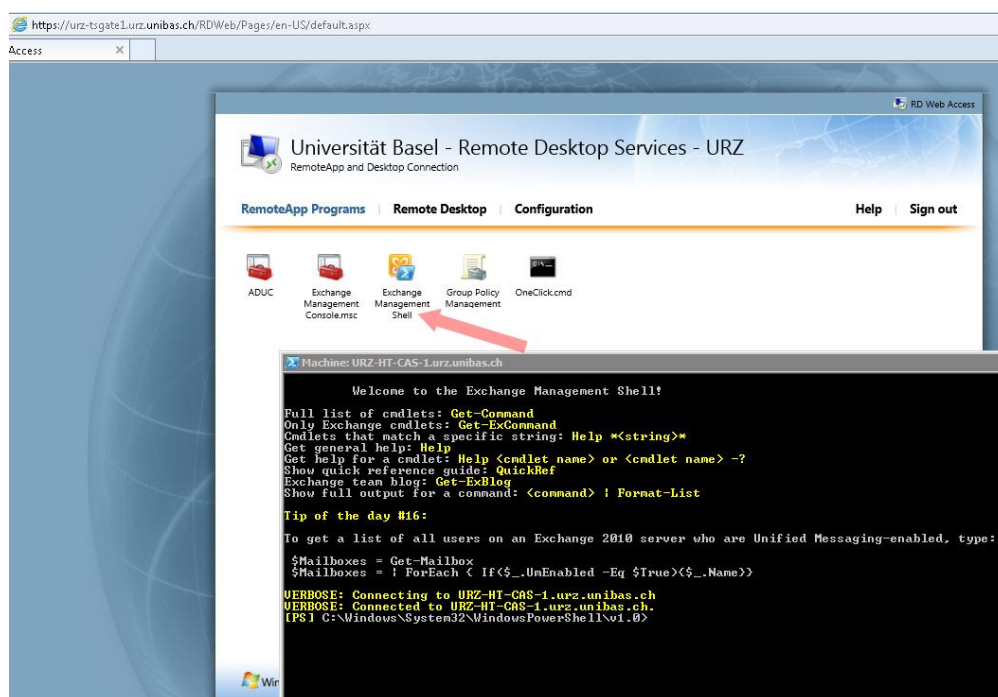 https://urz-tsgate1.urz.unibas.ch/RDWeb/Pages/en-US/default.aspx
Access
RD Web Access
Universität Basel - Remote Desktop Services - URZ
RemoteApp and Desktop Connection
RemoteApp Programs Remote Desktop Configuration Help Sign out
ADUC
Exchange
Management
Console.msc
Exchange
Management
Shell
Group Policy
Management
OneClick.cmd
Machine: URZ-HT-CAS-1.urz.unibas.ch
Welcome to the Exchange Management Shell!
Full list of cmdlets: Get-Command
Only Exchange cmdlets: Get-ExCommand
Cmdlets that match a specific string: Help *<string>*
Get general help: Help
Get help for a cmdlet: Help <cmdlet name> or <cmdlet name> -?
Show quick reference guide: QuickRef
Exchange team blog: Get-ExBlog
Show full output for a command: <command> | Format-List
Tip of the day #16:
To get a list of all users on an Exchange 2010 server who are Unified Messaging-enabled, type:
$Mailboxes = Get-Mailbox
$Mailboxes = | ForEach { If($_.UmEnabled -Eq $True){$_.Name}}
VERBOSE: Connecting to URZ-HT-CAS-1.urz.unibas.ch
VERBOSE: Connected to URZ-HT-CAS-1.urz.unibas.ch.
[PS] C:\Windows\System32\WindowsPowerShell\v1.0>
Win